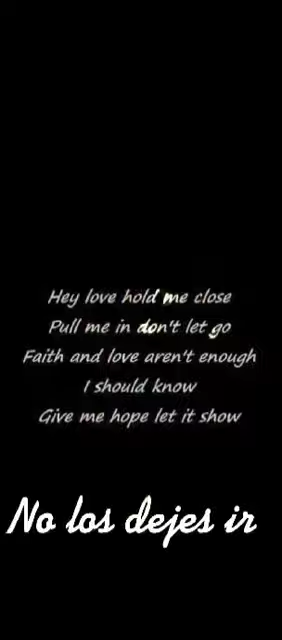 Hey love hold me close
Pull me in don't let go
Faith and love aren't enough
I should know
Give me hope let it show
No los dejes ir